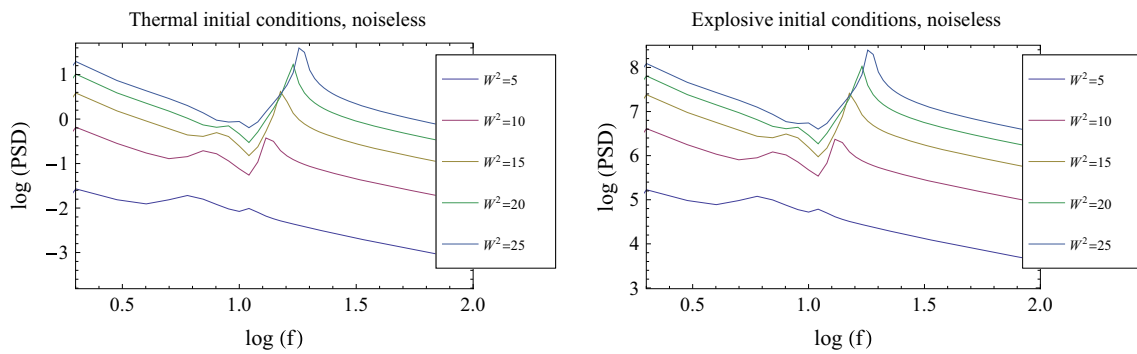 Thermal initial conditions, noiseless
log (PSD)
1
0
−1
−2
−3
0.5 1.0 1.5 2.0
log (f)
W²=5
W²=10
W²=15
W²=20
W²=25
Explosive initial conditions, noiseless
log (PSD)
8
7
6
5
4
3
0.5 1.0 1.5 2.0
log (f)
W²=5
W²=10
W²=15
W²=20
W²=25